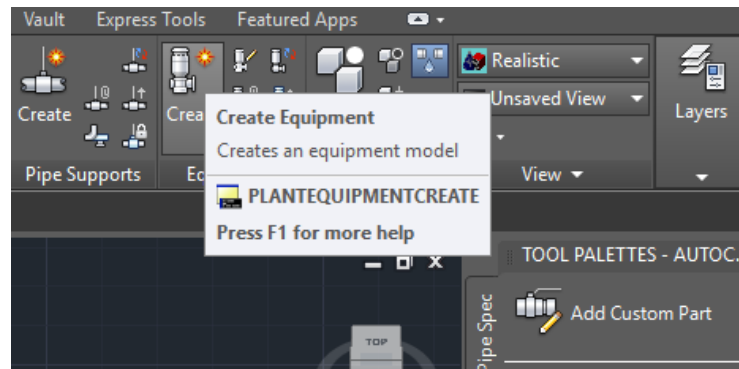 Vault Express Tools Featured Apps
Realistic
Create Crea Unsaved View Layers
Create Equipment
Creates an equipment model
PLANTEQUIPMENTCREATE
Press F1 for more help
Pipe Supports Ec View
TOOL PALETTES - AUTOC.
TOP
Pipe Spec
Add Custom Part